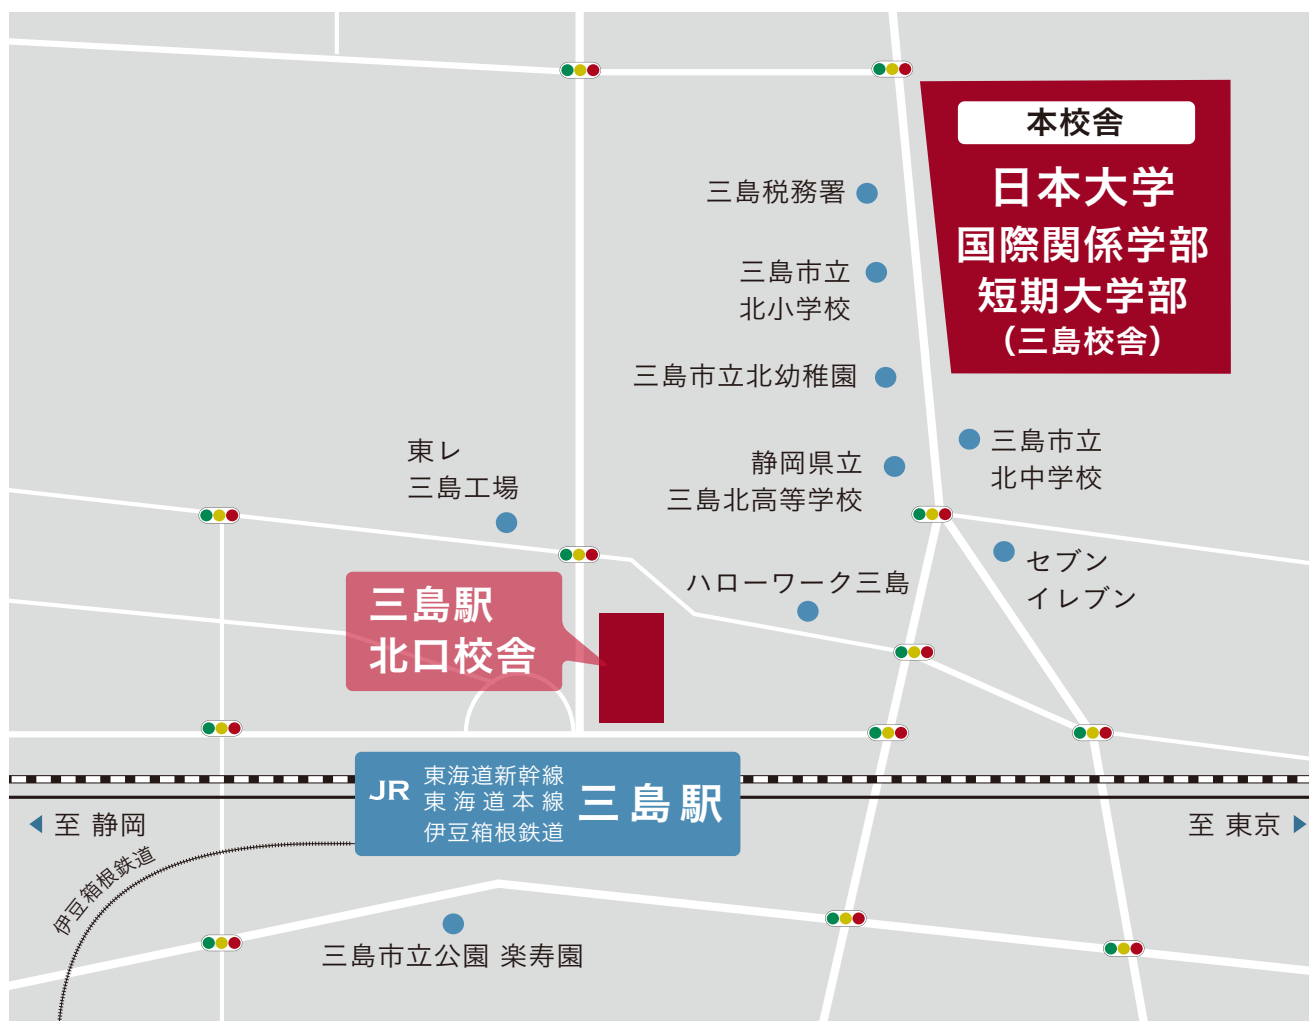 本校舎
日本大学
国際関係学部
短期大学部
(三島校舎)
三島税務署
三島市立
北小学校
三島市立北幼稚園
三島市立
北中学校
東レ
三島工場
静岡県立
三島北高等学校
セブン
イレブン
ハローワーク三島
三島駅
北口校舎
JR
東海道新幹線
東海道本線
伊豆箱根鉄道
三島駅
至 静岡
至 東京
伊豆箱根鉄道
三島市立公園 楽寿園